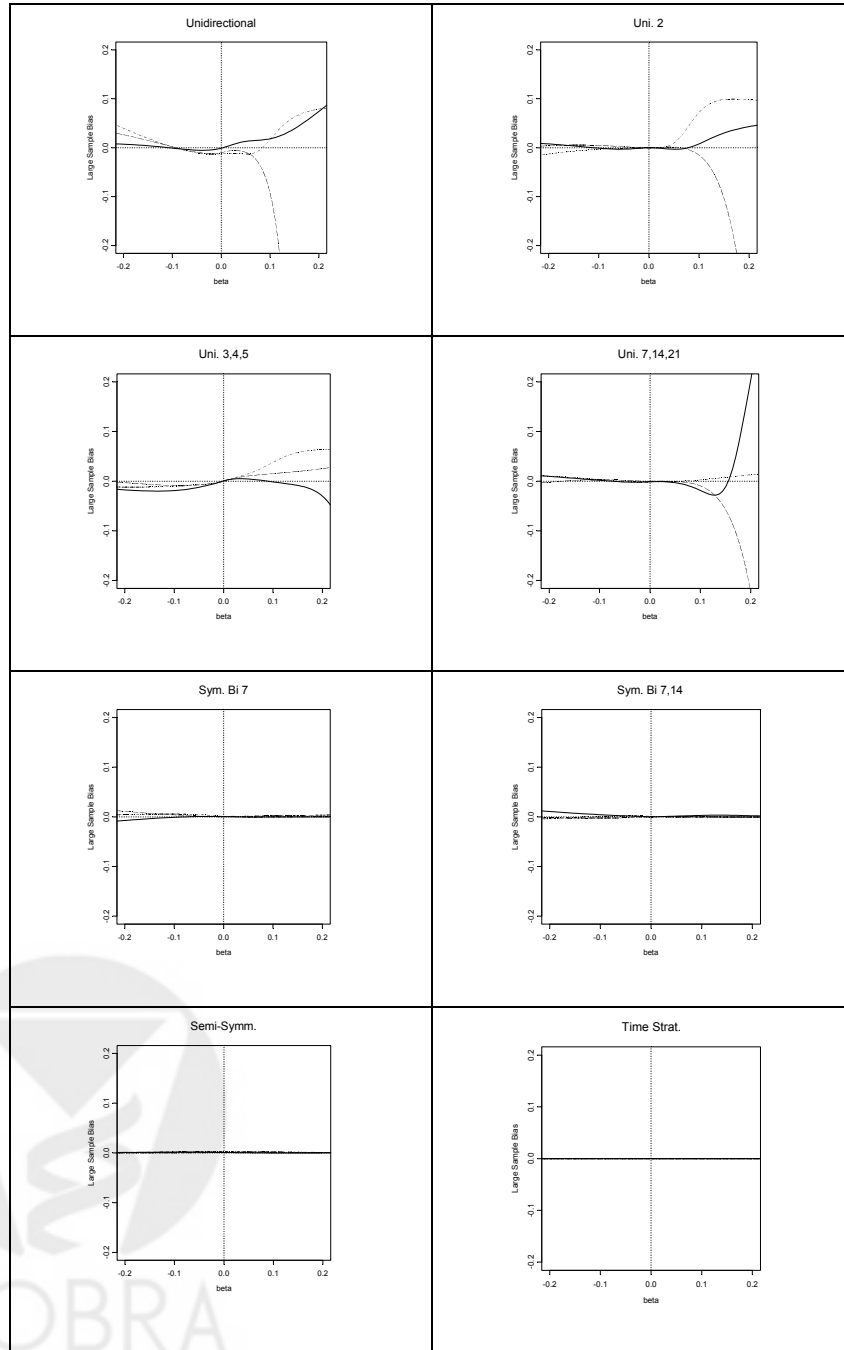 Unidirectional
Large Sample Bias
0.2
0.1
0.0
-0.1
-0.2
-0.2 -0.1 0.0 0.1 0.2
beta
Uni. 2
Large Sample Bias
0.2
0.1
0.0
-0.1
-0.2
-0.2 -0.1 0.0 0.1 0.2
beta
Uni. 3,4,5
Large Sample Bias
0.2
0.1
0.0
-0.1
-0.2
-0.2 -0.1 0.0 0.1 0.2
beta
Uni. 7,14,21
Large Sample Bias
0.2
0.1
0.0
-0.1
-0.2
-0.2 -0.1 0.0 0.1 0.2
beta
Sym. Bi 7
Large Sample Bias
0.2
0.1
0.0
-0.1
-0.2
-0.2 -0.1 0.0 0.1 0.2
beta
Sym. Bi 7,14
Large Sample Bias
0.2
0.1
0.0
-0.1
-0.2
-0.2 -0.1 0.0 0.1 0.2
beta
Semi-Symm.
Large Sample Bias
0.2
0.1
0.0
-0.1
-0.2
-0.2 -0.1 0.0 0.1 0.2
beta
Time Strat.
Large Sample Bias
0.2
0.1
0.0
-0.1
-0.2
-0.2 -0.1 0.0 0.1 0.2
beta
OBRA